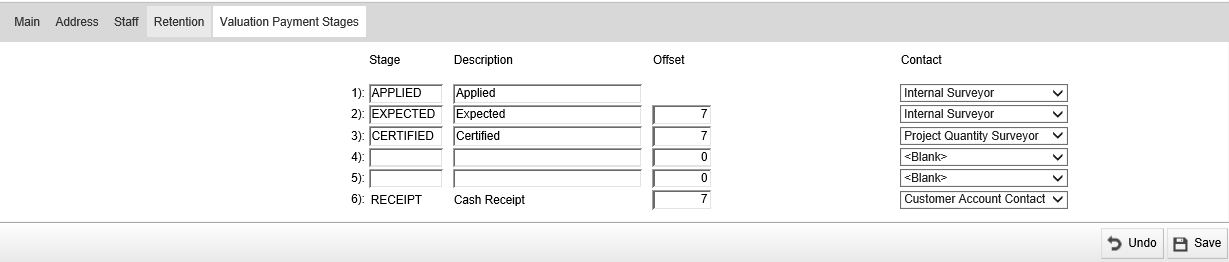 Main Address Staff Retention Valuation Payment Stages
Stage Description Offset Contact
1): APPLIED Applied Internal Surveyor
2): EXPECTED Expected 7 Internal Surveyor
3): CERTIFIED Certified 7 Project Quantity Surveyor
4): 0 <Blank>
5): 0 <Blank>
6): RECEIPT Cash Receipt 7 Customer Account Contact
Undo Save